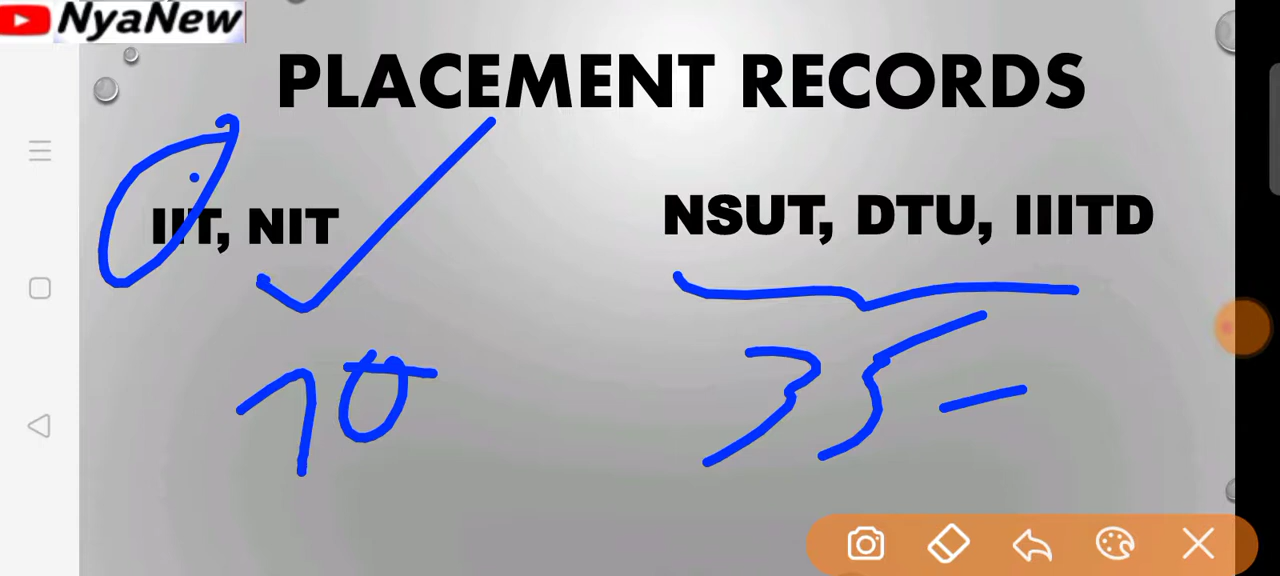 NyaNew
PLACEMENT RECORDS
IIT, NIT
NSUT, DTU, IIITD
70
35-